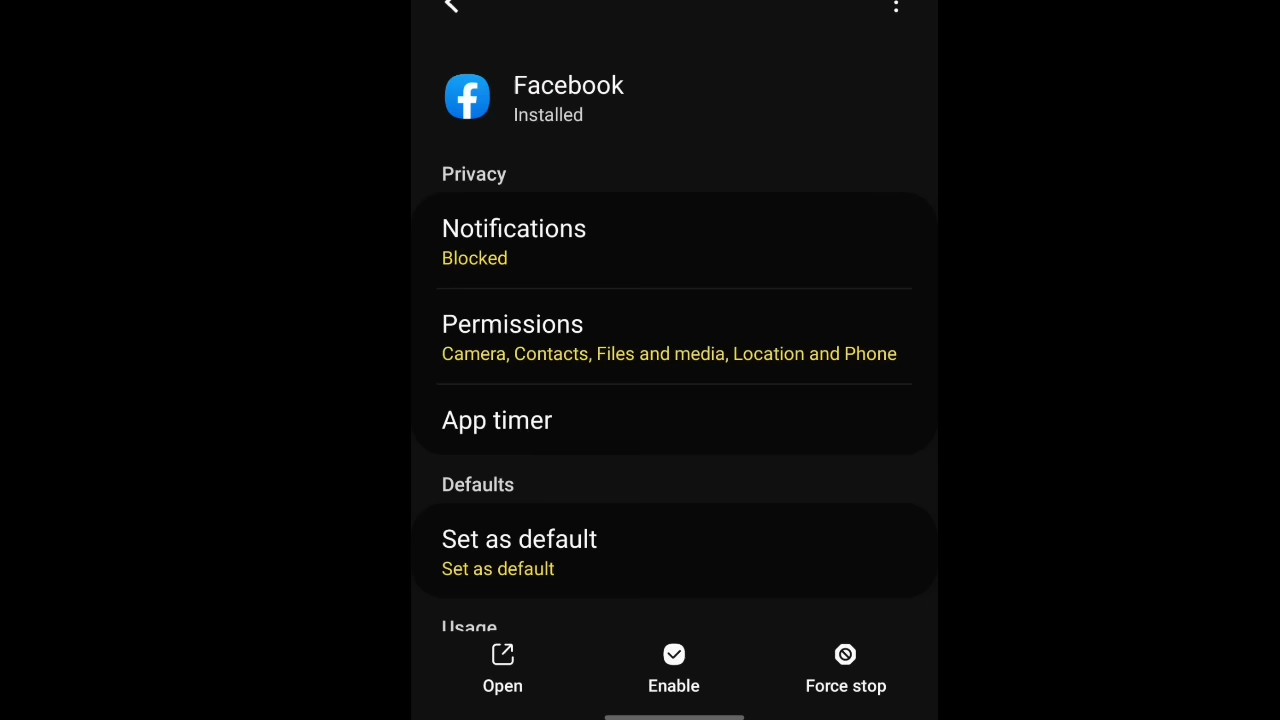 Facebook
Installed
Privacy
Notifications
Blocked
Permissions
Camera, Contacts, Files and media, Location and Phone
App timer
Defaults
Set as default
Set as default
Usage
Open
Enable
Force stop